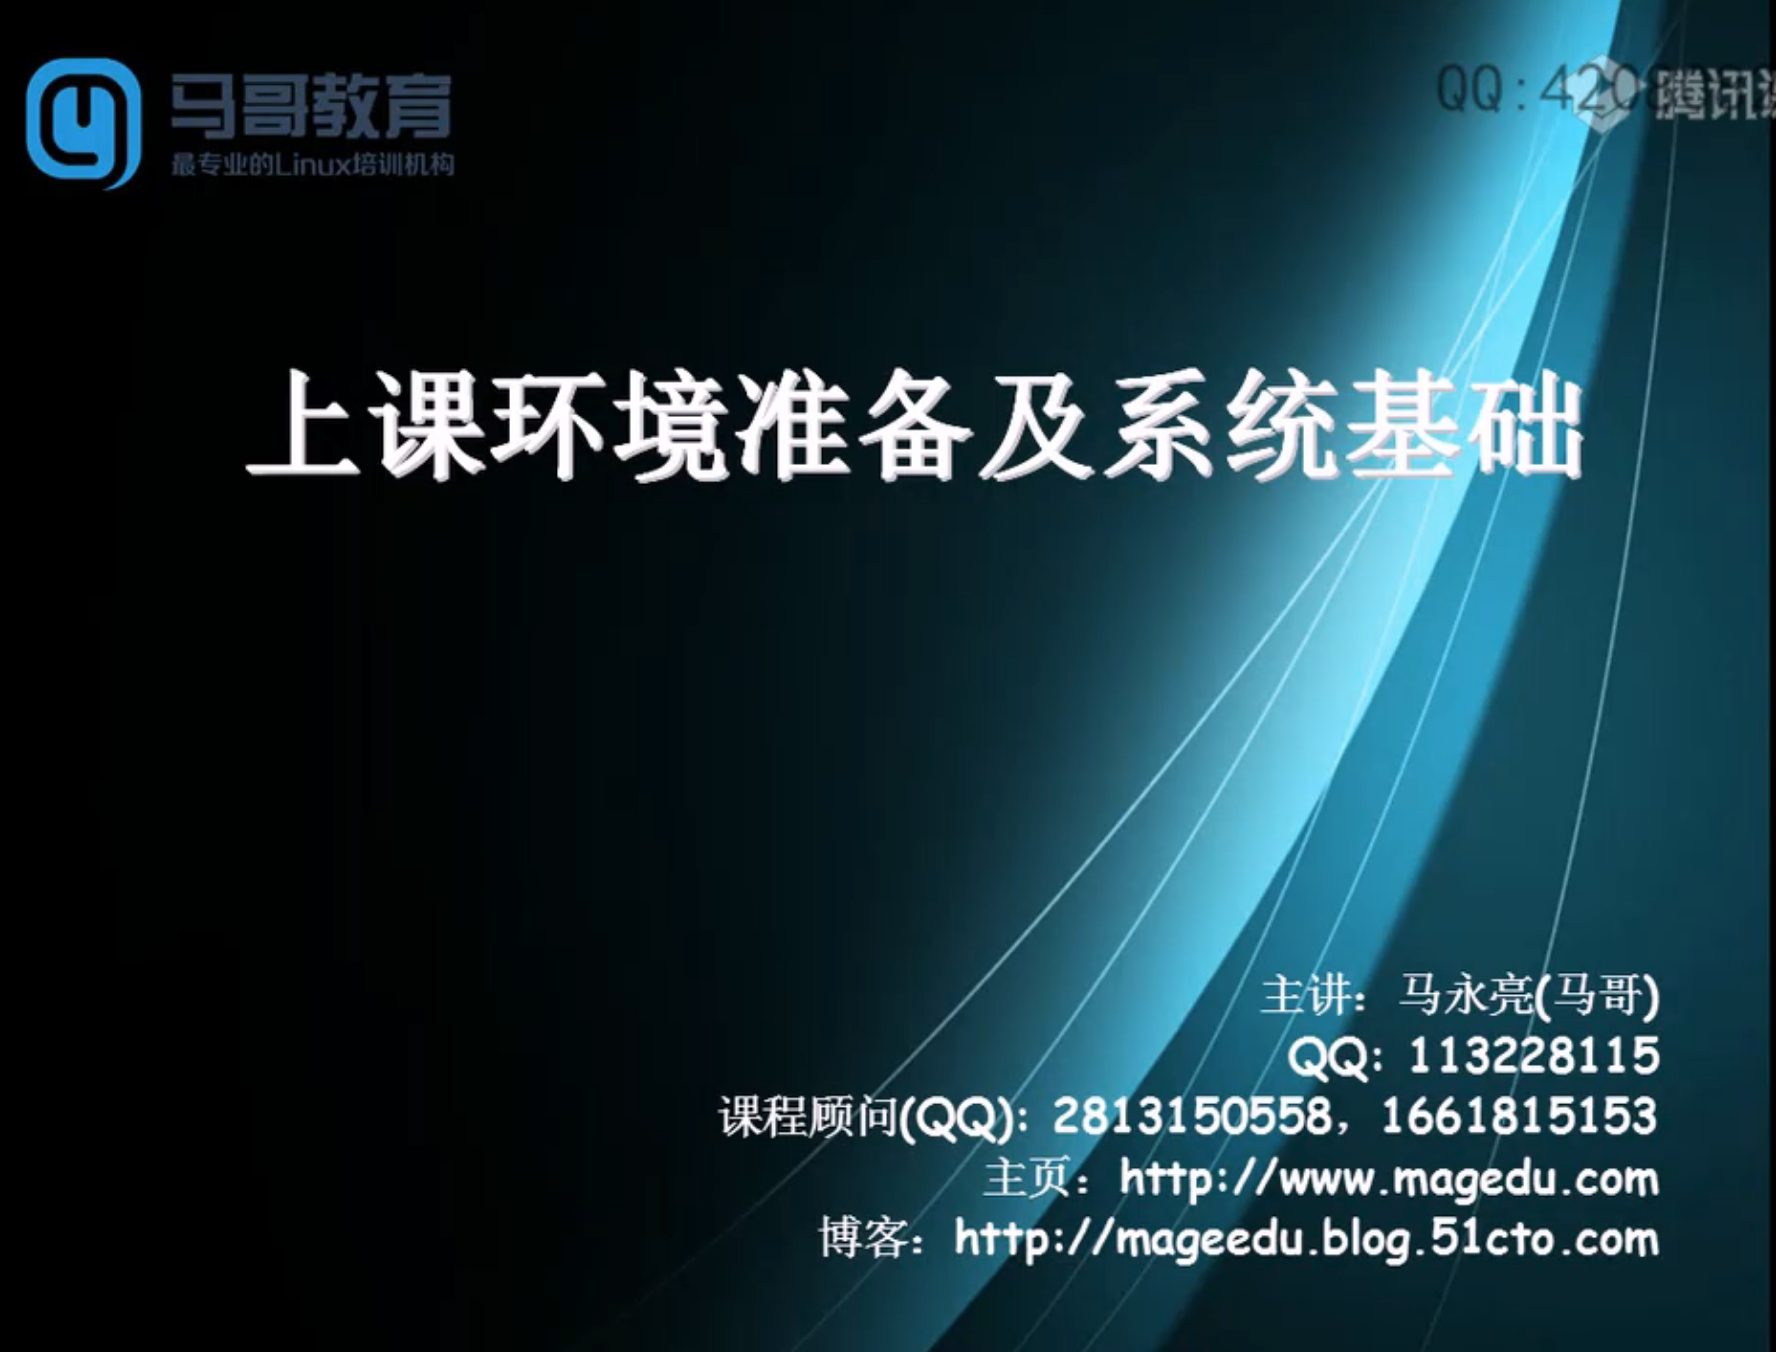 马哥教育
最专业的Linux培训机构
QQ:420
腾讯
上课环境准备及系统基础
主讲：马永亮(马哥)
QQ: 113228115
课程顾问(QQ): 2813150558，1661815153
主页：http://www.magedu.com
博客：http://mageedu.blog.51cto.com